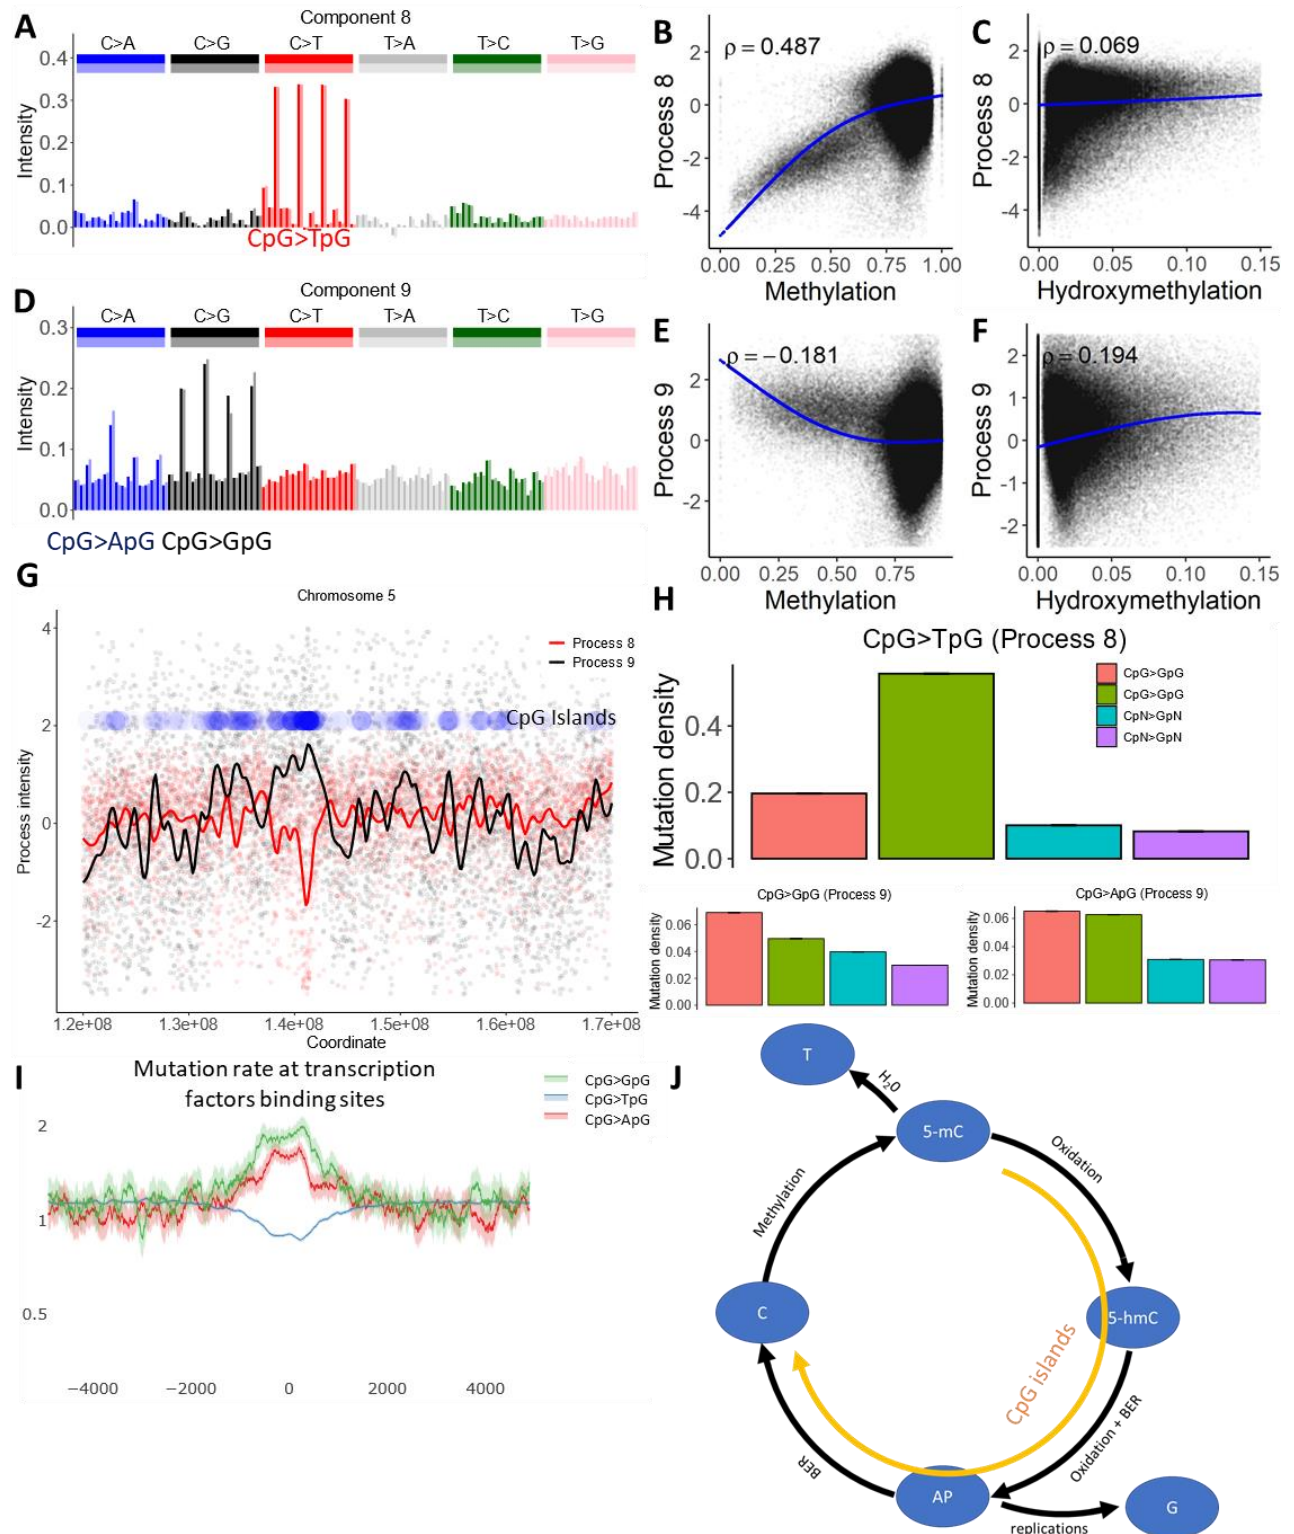 A
Component 8
C>A C>G C>T T>A T>C T>G
Intensity
0.4
0.3
0.2
0.1
0.0
CpG>TpG
B
ρ = 0.487
Process 8
2
0
-2
-4
0.00 0.25 0.50 0.75 1.00
Methylation
C
ρ = 0.069
Process 8
2
0
-2
-4
0.00 0.05 0.10 0.15
Hydroxymethylation
D
Component 9
C>A C>G C>T T>A T>C T>G
Intensity
0.3
0.2
0.1
0.0
CpG>ApG CpG>GpG
E
ρ = −0.181
Process 9
2
0
-2
0.00 0.25 0.50 0.75
Methylation
F
ρ = 0.194
Process 9
2
1
0
-1
-2
0.00 0.05 0.10 0.15
Hydroxymethylation
G
Chromosome 5
Process 8
Process 9
CpG Islands
Process intensity
4
2
0
-2
1.2e+08 1.3e+08 1.4e+08 1.5e+08 1.6e+08 1.7e+08
Coordinate
H
CpG>TpG (Process 8)
Mutation density
0.4
0.2
0.0
CpG>GpG
CpG>GpG
CpN>GpN
CpN>GpN
CpG>GpG (Process 9)
Mutation density
0.06
0.04
0.02
0.00
CpG>ApG (Process 9)
Mutation density
0.06
0.04
0.02
0.00
I
Mutation rate at transcription
factors binding sites
CpG>GpG
CpG>TpG
CpG>ApG
2
1
0.5
−4000 −2000 0 2000 4000
J
T
H20
5-mC
Oxidation
Methylation
C
5-hmC
CpG islands
Oxidation + BER
BER
AP
G
replications